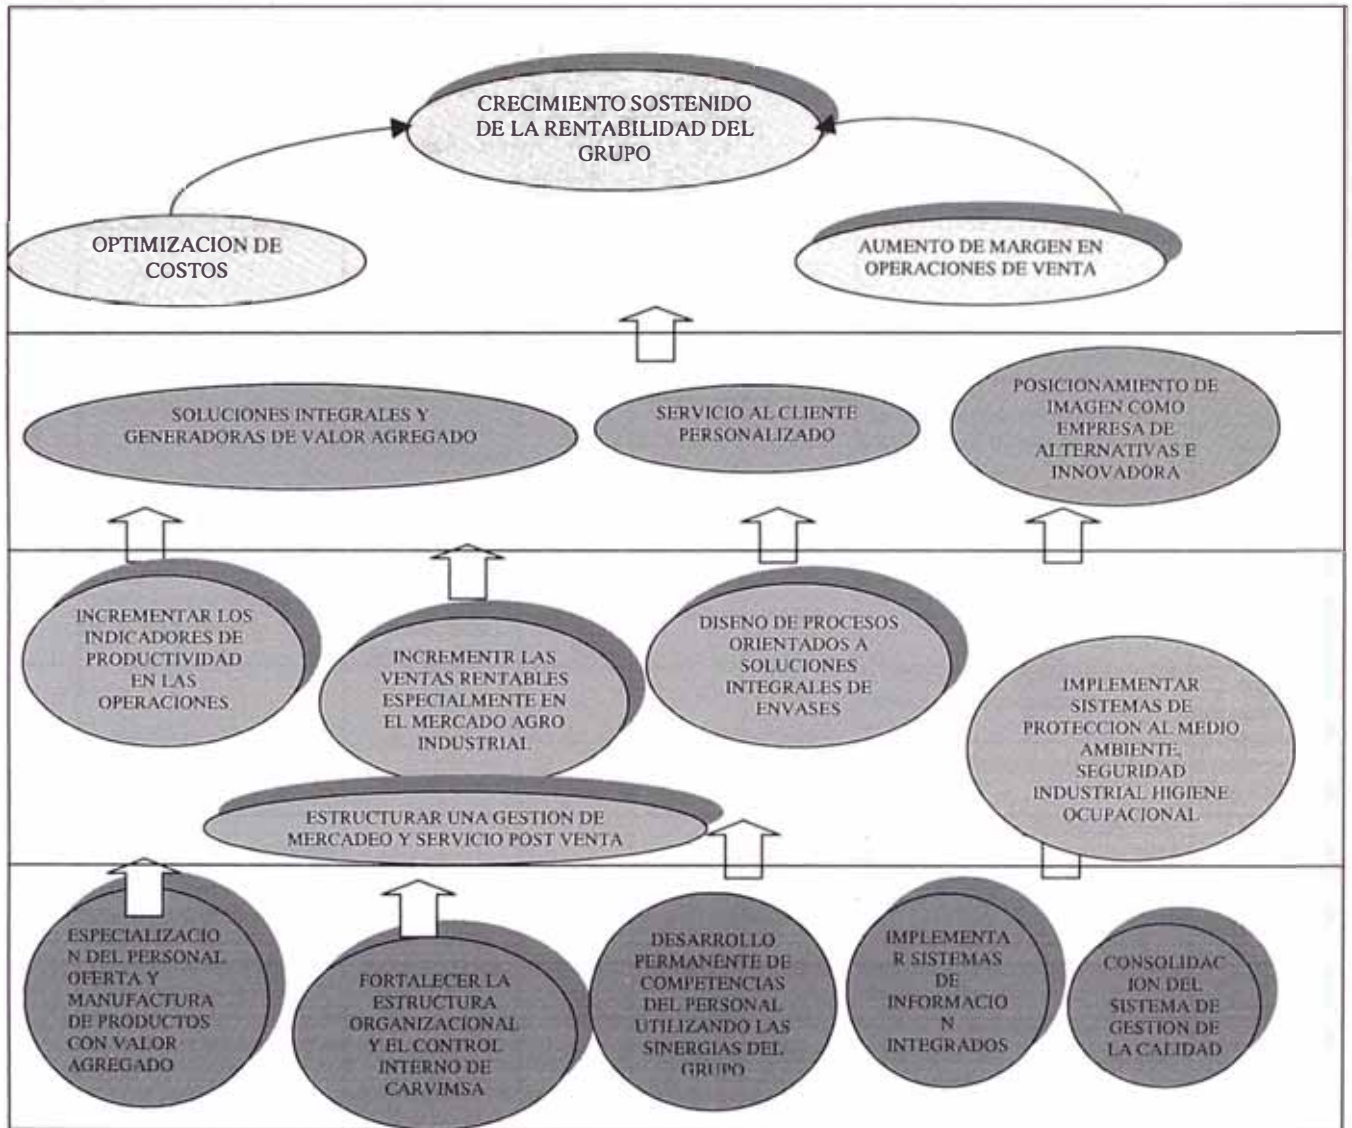 CRECIMIENTO SOSTENIDO
DE LA RENTABILIDAD DEL
GRUPO
OPTIMIZACION DE
COSTOS
AUMENTO DE MARGEN EN
OPERACIONES DE VENTA
SOLUCIONES INTEGRALES Y
GENERADORAS DE VALOR AGREGADO
SERVICIO AL CLIENTE
PERSONALIZADO
POSICIONAMIENTO DE
IMAGEN COMO
EMPRESA DE
ALTERNATIVAS E
INNOVADORA
INCREMENTAR LOS
INDICADORES DE
PRODUCTIVIDAD
EN LAS
OPERACIONES
INCREMENTR LAS
VENTAS RENTABLES
ESPECIALMENTE EN
EL MERCADO AGRO
INDUSTRIAL
DISENO DE PROCESOS
ORIENTADOS A
SOLUCIONES
INTEGRALES DE
ENVASES
IMPLEMENTAR
SISTEMAS DE
PROTECCION AL MEDIO
AMBIENTE,
SEGURIDAD
INDUSTRIAL HIGIENE
OCUPACIONAL
ESTRUCTURAR UNA GESTION DE
MERCADEO Y SERVICIO POST VENTA
ESPECIALIZACIO
N DEL PERSONAL
OFERTA Y
MANUFACTURA
DE PRODUCTOS
CON VALOR
AGREGADO
FORTALECER LA
ESTRUCTURA
ORGANIZACIONAL
Y EL CONTROL
INTERNO DE
CARVIMSA
DESARROLLO
PERMANENTE DE
COMPETENCIAS
DEL PERSONAL
UTILIZANDO LAS
SINERGIAS DEL
GRUPO
IMPLEMENTA
R SISTEMAS
DE
INFORMACIO
N
INTEGRADOS
CONSOLIDAC
ION DEL
SISTEMA DE
GESTION DE
LA CALIDAD